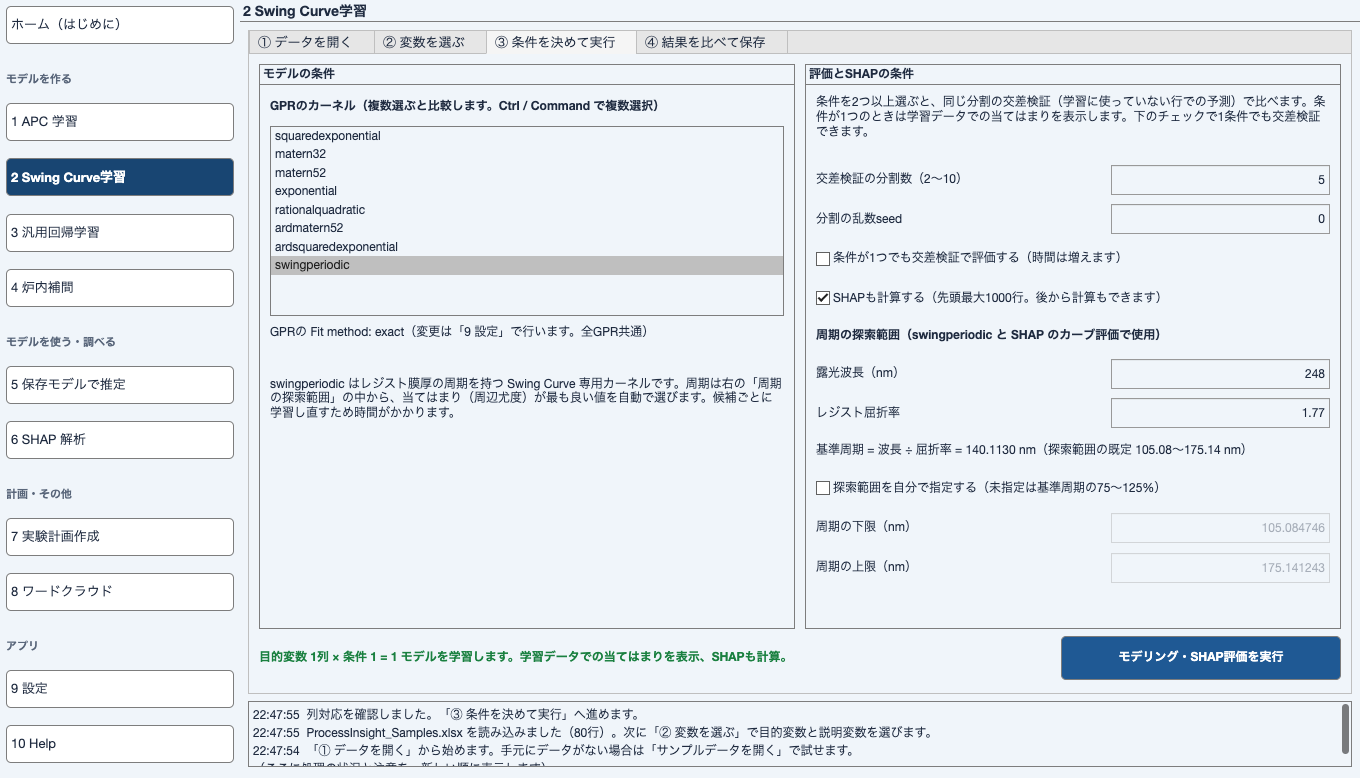 ホーム（はじめに）
モデルを作る
1 APC 学習
2 Swing Curve学習
3 汎用回帰学習
4 炉内補間
モデルを使う・調べる
5 保存モデルで推定
6 SHAP 解析
計画・その他
7 実験計画作成
8 ワードクラウド
アプリ
9 設定
10 Help
2 Swing Curve学習
① データを開く
② 変数を選ぶ
③ 条件を決めて実行
④ 結果を比べて保存
モデルの条件
GPRのカーネル（複数選ぶと比較します。Ctrl / Command で複数選択）
squaredexponential
matern32
matern52
exponential
rationalquadratic
ardmatern52
ardsquaredexponential
swingperiodic
GPRの Fit method: exact（変更は「9 設定」で行います。全GPR共通）
swingperiodic はレジスト膜厚の周期を持つ Swing Curve 専用カーネルです。周期は右の「周期
の探索範囲」の中から、当てはまり（周辺尤度）が最も良い値を自動で選びます。候補ごとに
学習し直すため時間がかかります。
評価とSHAPの条件
条件を2つ以上選ぶと、同じ分割の交差検証（学習に使っていない行での予測）で比べます。条
件が1つのときは学習データでの当てはまりを表示します。下のチェックで1条件でも交差検証
できます。
交差検証の分割数（2〜10）
5
分割の乱数seed
0
条件が1つでも交差検証で評価する（時間は増えます）
SHAPも計算する（先頭最大1000行。後から計算もできます）
周期の探索範囲（swingperiodic と SHAP のカーブ評価で使用）
露光波長（nm）
248
レジスト屈折率
1.77
基準周期 = 波長 ÷ 屈折率 = 140.1130 nm（探索範囲の既定 105.08〜175.14 nm）
探索範囲を自分で指定する（未指定は基準周期の75〜125%）
周期の下限（nm）
105.084746
周期の上限（nm）
175.141243
目的変数 1列 × 条件 1 = 1 モデルを学習します。学習データでの当てはまりを表示、SHAPも計算。
モデリング・SHAP評価を実行
22:47:55 列対応を確認しました。「③ 条件を決めて実行」へ進めます。
22:47:55 ProcessInsight_Samples.xlsx を読み込みました（80行）。次に「② 変数を選ぶ」で目的変数と説明変数を選びます。
22:47:54 「① データを開く」から始めます。手元にデータがない場合は「サンプルデータを開く」で試せます。